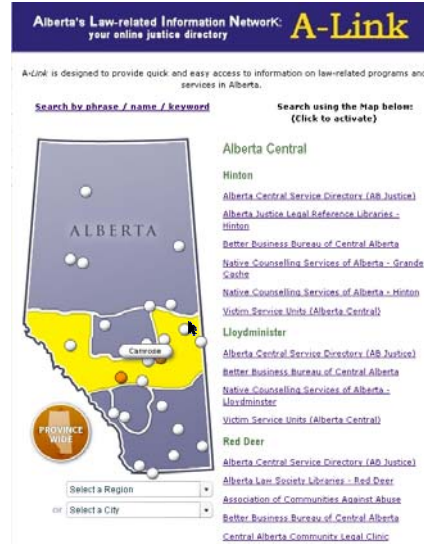 Alberta's Law-related Information NetworK:
your online justice directory
A-Link
A-Link is designed to provide quick and easy access to information on law-related programs and
services in Alberta.
Search by phrase / name / keyword
Search using the Map below:
(Click to activate)
ALBERTA
Camrose
PROVINCE
WIDE
Select a Region
or Select a City
Alberta Central
Hinton
Alberta Central Service Directory (AB Justice)
Alberta Justice Legal Reference Libraries -
Hinton
Better Business Bureau of Central Alberta
Native Counselling Services of Alberta - Grande
Cache
Native Counselling Services of Alberta - Hinton
Victim Service Units (Alberta Central)
Lloydminister
Alberta Central Service Directory (AB Justice)
Better Business Bureau of Central Alberta
Native Counselling Services of Alberta -
Lloydminster
Victim Service Units (Alberta Central)
Red Deer
Alberta Central Service Directory (AB Justice)
Alberta Law Society Libraries - Red Deer
Association of Communities Against Abuse
Better Business Bureau of Central Alberta
Central Alberta Community Legal Clinic